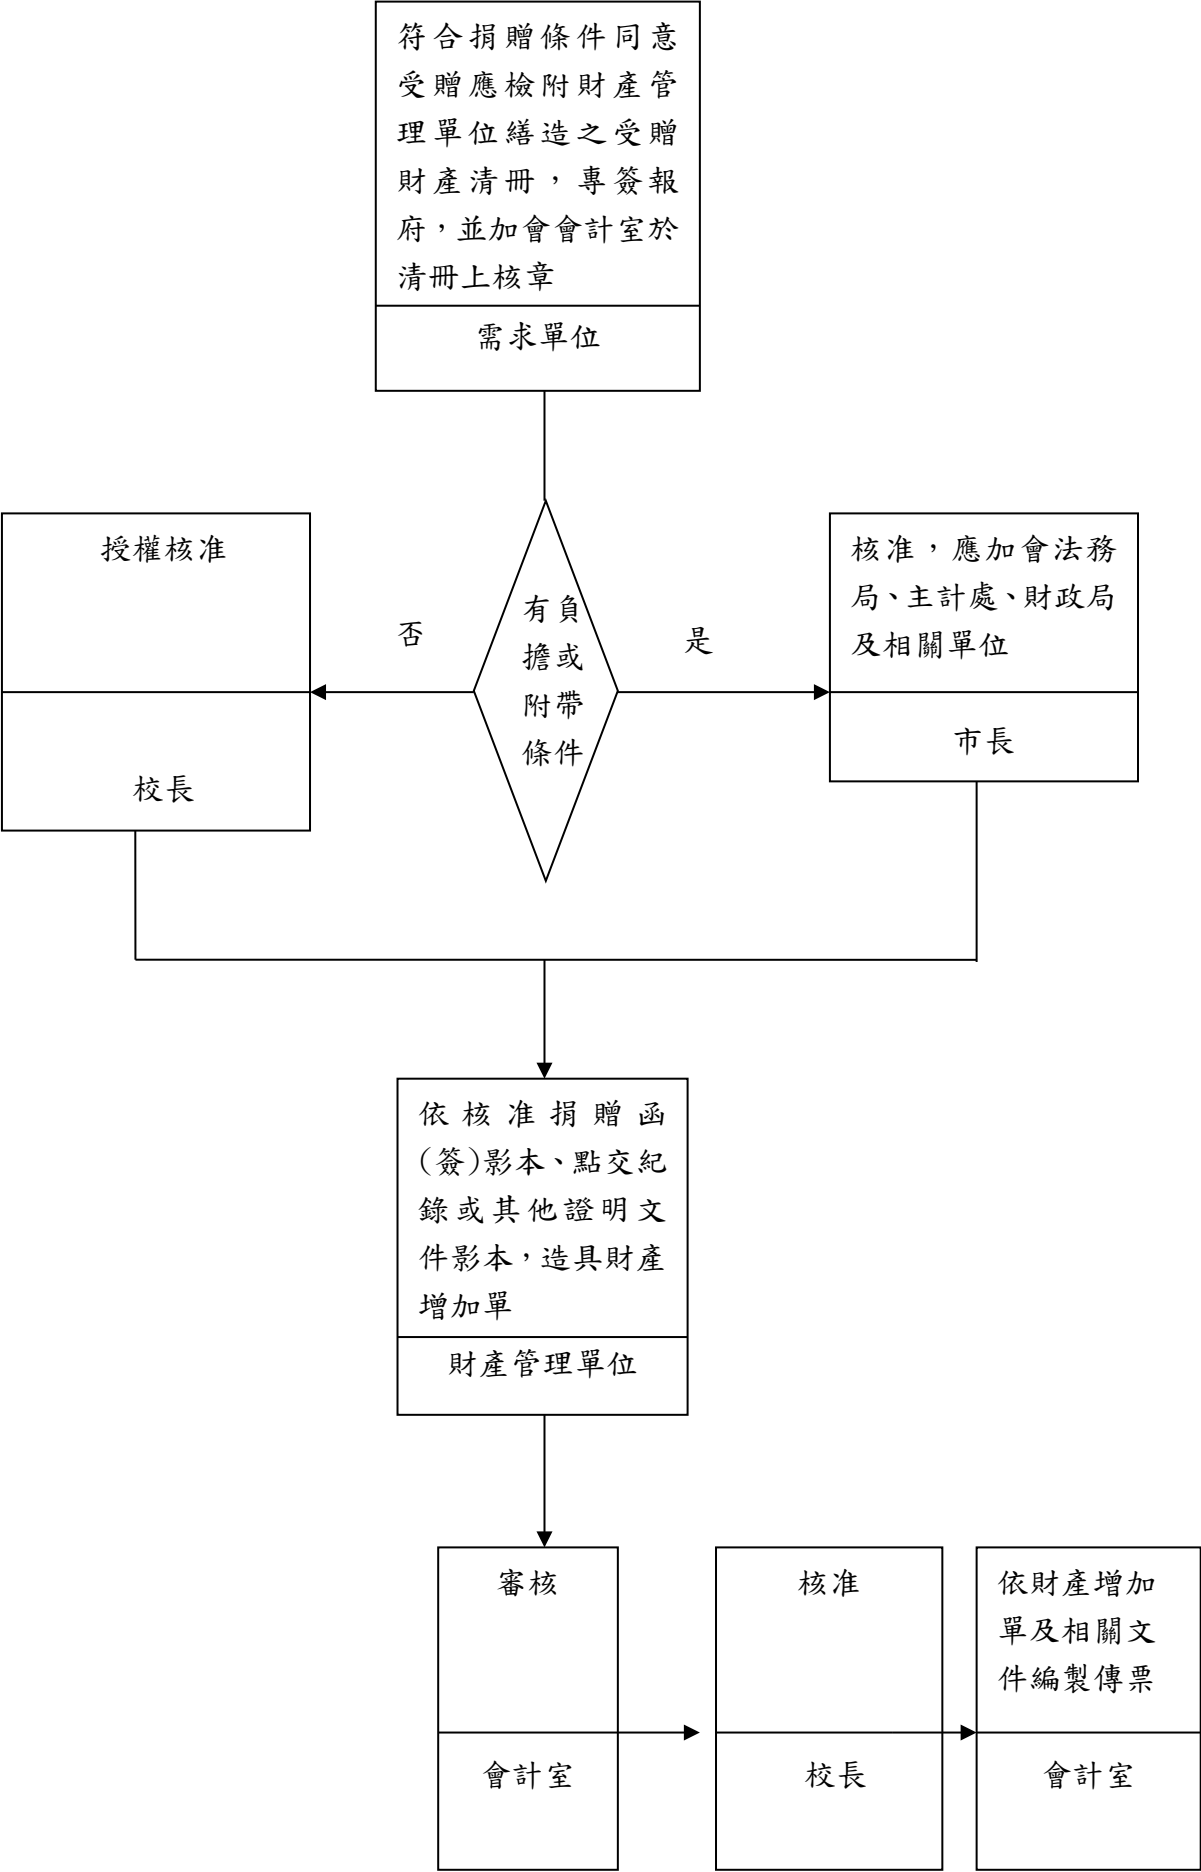 符合捐贈條件同意
受贈應檢附財產管
理單位繕造之受贈
財產清冊，專簽報
府，並加會會計室於
清冊上核章
需求單位
授權核准
校長
否
有負
擔或
附帶
條件
是
核准，應加會法務
局、主計處、財政局
及相關單位
市長
依核准捐贈函
(簽)影本、點交紀
錄或其他證明文
件影本，造具財產
增加單
財產管理單位
審核
會計室
核准
校長
依財產增加
單及相關文
件編製傳票
會計室